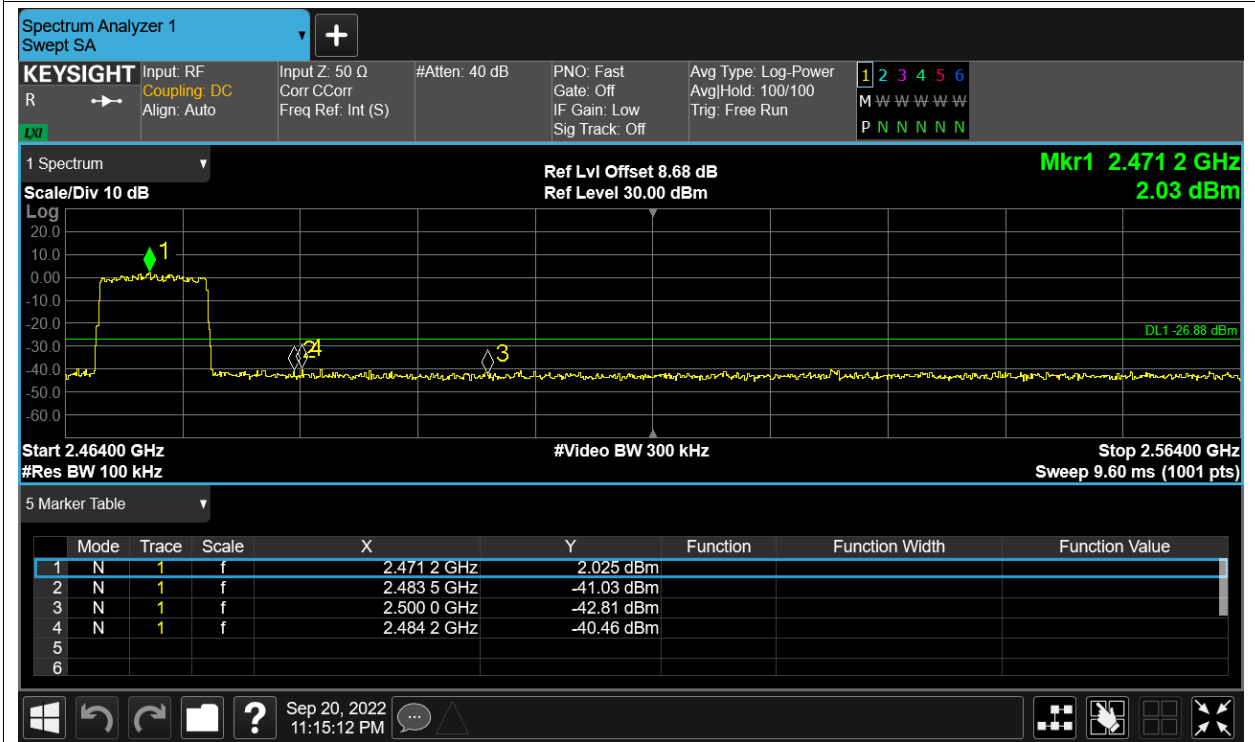 Spectrum Analyzer 1
Swept SA
KEYSIGHT
R
LXI
Input: RF
Coupling: DC
Align: Auto
Input Z: 50 Ω
Corr CCorr
Freq Ref: Int (S)
#Atten: 40 dB
PNO: Fast
Gate: Off
IF Gain: Low
Sig Track: Off
Avg Type: Log-Power
Avg|Hold: 100/100
Trig: Free Run
1 2 3 4 5 6
M W W W W W
P N N N N N
1 Spectrum
Scale/Div 10 dB
Ref Lvl Offset 8.68 dB
Ref Level 30.00 dBm
Mkr1 2.471 2 GHz
2.03 dBm
Log
20.0
10.0
0.00
-10.0
-20.0
-30.0
-40.0
-50.0
-60.0
1
2 4
3
DL1 -26.88 dBm
Start 2.46400 GHz
#Res BW 100 kHz
#Video BW 300 kHz
Stop 2.56400 GHz
Sweep 9.60 ms (1001 pts)
5 Marker Table
Mode Trace Scale X Y Function Function Width Function Value
1 N 1 f 2.471 2 GHz 2.025 dBm
2 N 1 f 2.483 5 GHz -41.03 dBm
3 N 1 f 2.500 0 GHz -42.81 dBm
4 N 1 f 2.484 2 GHz -40.46 dBm
5
6
?
Sep 20, 2022
11:15:12 PM